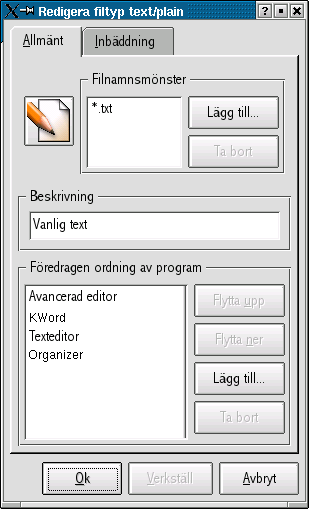 Redigera filtyp text/plain
Allmänt
Inbäddning
Filnamnsmönster
*.txt
Lägg till...
Ta bort
Beskrivning
Vanlig text
Föredragen ordning av program
Avancerad editor
KWord
Texteditor
Organizer
Flytta upp
Flytta ner
Lägg till...
Ta bort
Ok
Verkställ
Avbryt